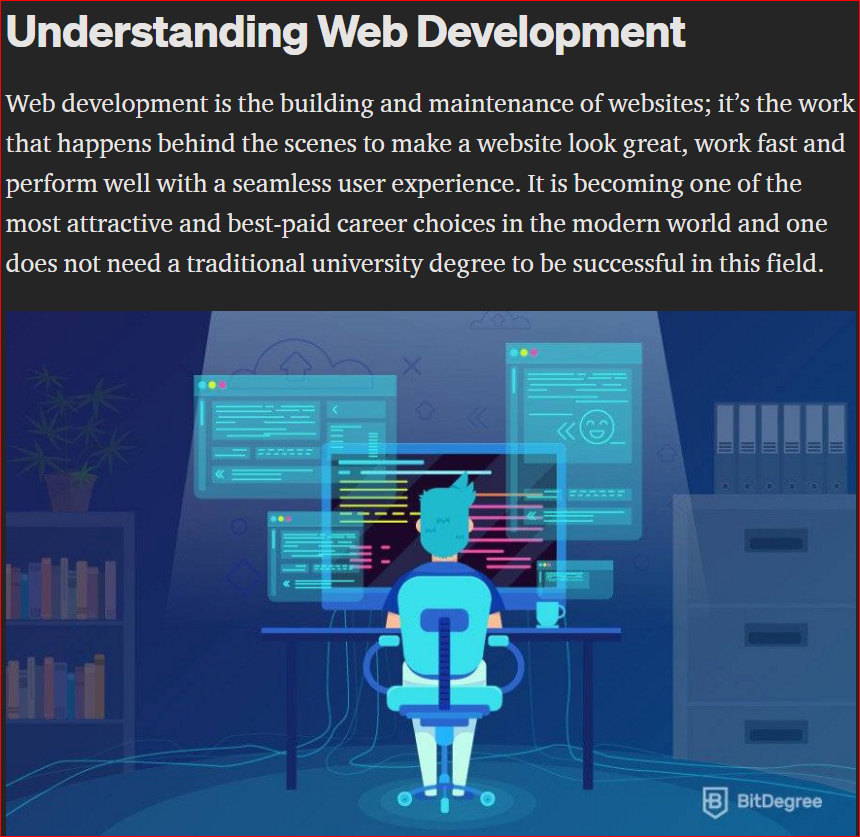 Understanding Web Development
Web development is the building and maintenance of websites; it’s the work
that happens behind the scenes to make a website look great, work fast and
perform well with a seamless user experience. It is becoming one of the
most attractive and best-paid career choices in the modern world and one
does not need a traditional university degree to be successful in this field.
BitDegree